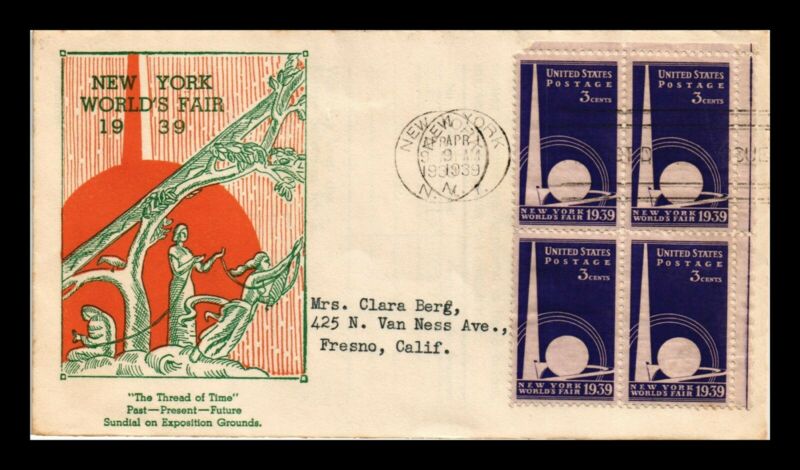 NEW YORK
WORLD'S FAIR
19 39
"The Thread of Time"
Past—Present—Future
Sundial on Exposition Grounds.
NEW YORK
APR 1
9 AM
1939
N. Y.
Mrs. Clara Berg,
425 N. Van Ness Ave.,
Fresno, Calif.
UNITED STATES
POSTAGE
3 CENTS
NEW YORK
WORLD'S FAIR 1939
UNITED STATES
POSTAGE
3 CENTS
NEW YORK
WORLD'S FAIR 1939
UNITED STATES
POSTAGE
3 CENTS
NEW YORK
WORLD'S FAIR 1939
UNITED STATES
POSTAGE
3 CENTS
NEW YORK
WORLD'S FAIR 1939